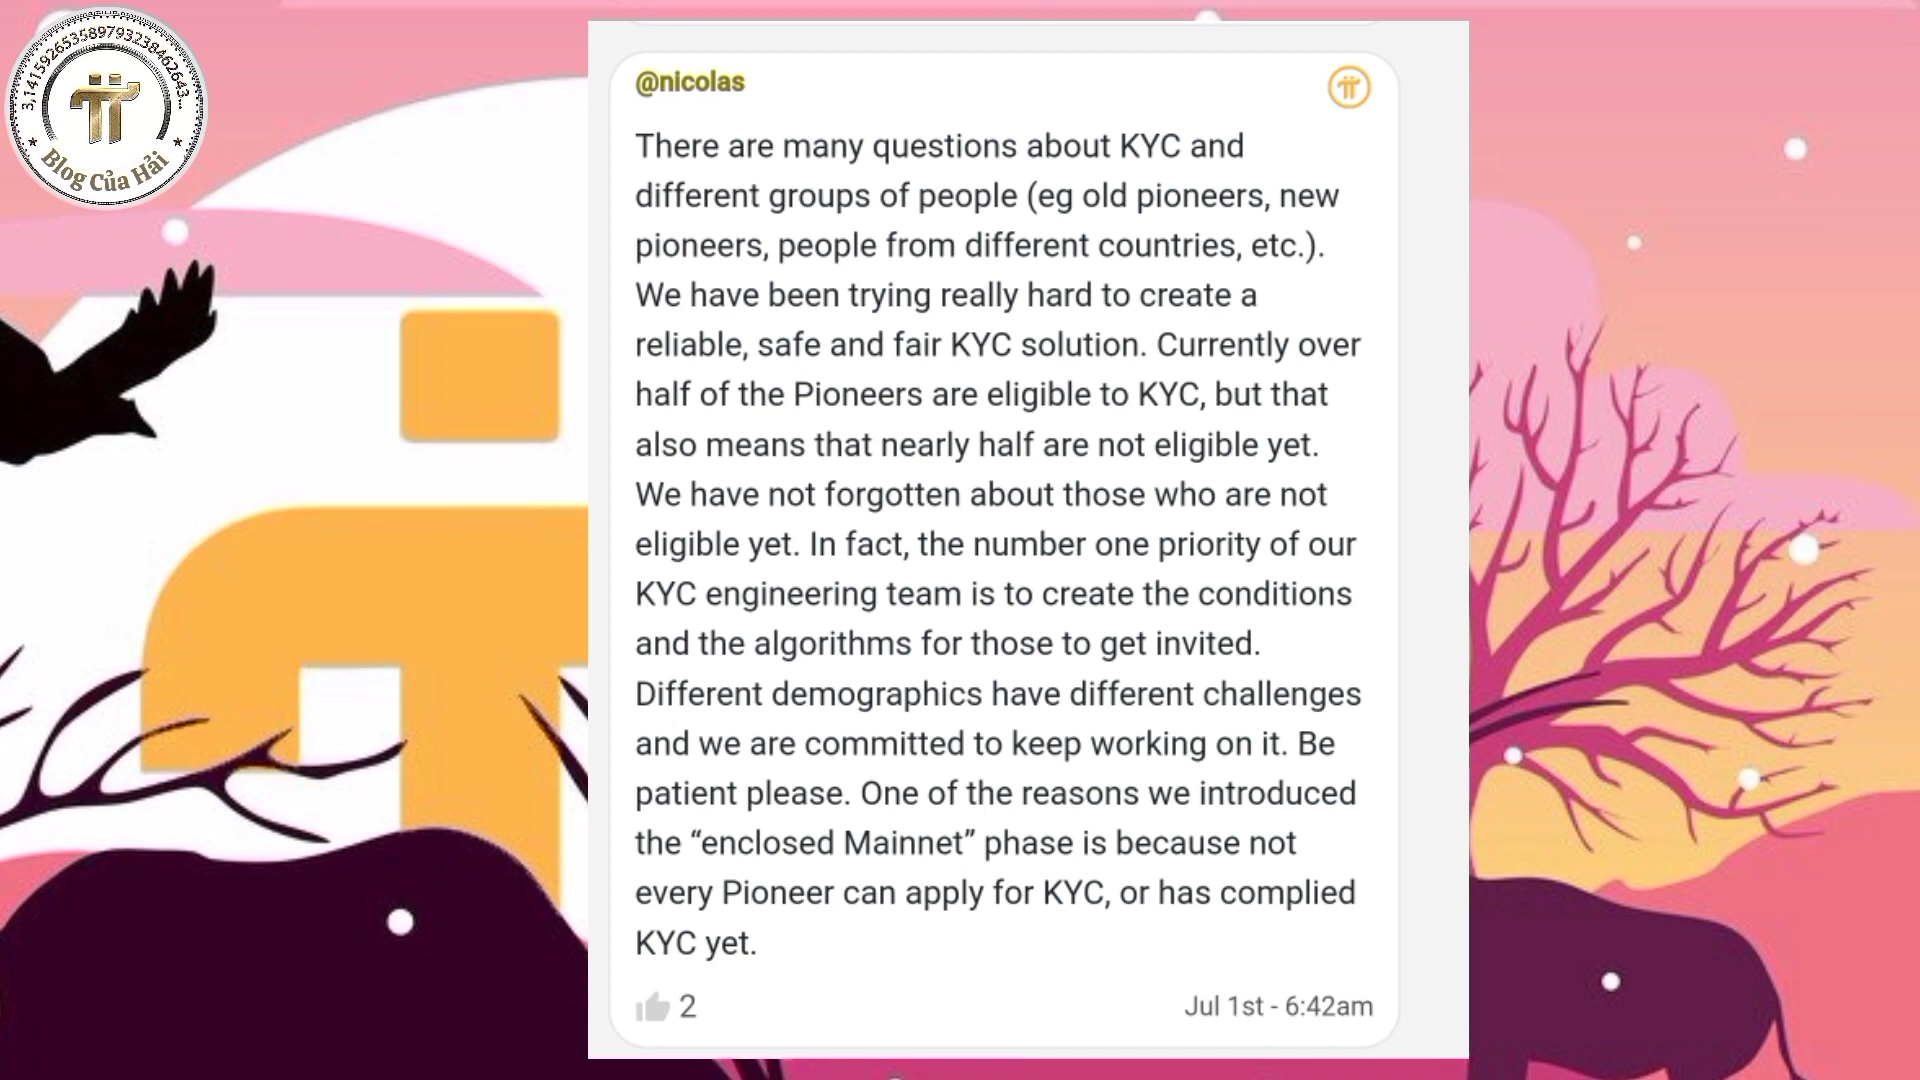 3,141592653589793238462643...
Blog Của Hải
@nicolas
There are many questions about KYC and
different groups of people (eg old pioneers, new
pioneers, people from different countries, etc.).
We have been trying really hard to create a
reliable, safe and fair KYC solution. Currently over
half of the Pioneers are eligible to KYC, but that
also means that nearly half are not eligible yet.
We have not forgotten about those who are not
eligible yet. In fact, the number one priority of our
KYC engineering team is to create the conditions
and the algorithms for those to get invited.
Different demographics have different challenges
and we are committed to keep working on it. Be
patient please. One of the reasons we introduced
the “enclosed Mainnet” phase is because not
every Pioneer can apply for KYC, or has complied
KYC yet.
2
Jul 1st - 6:42am